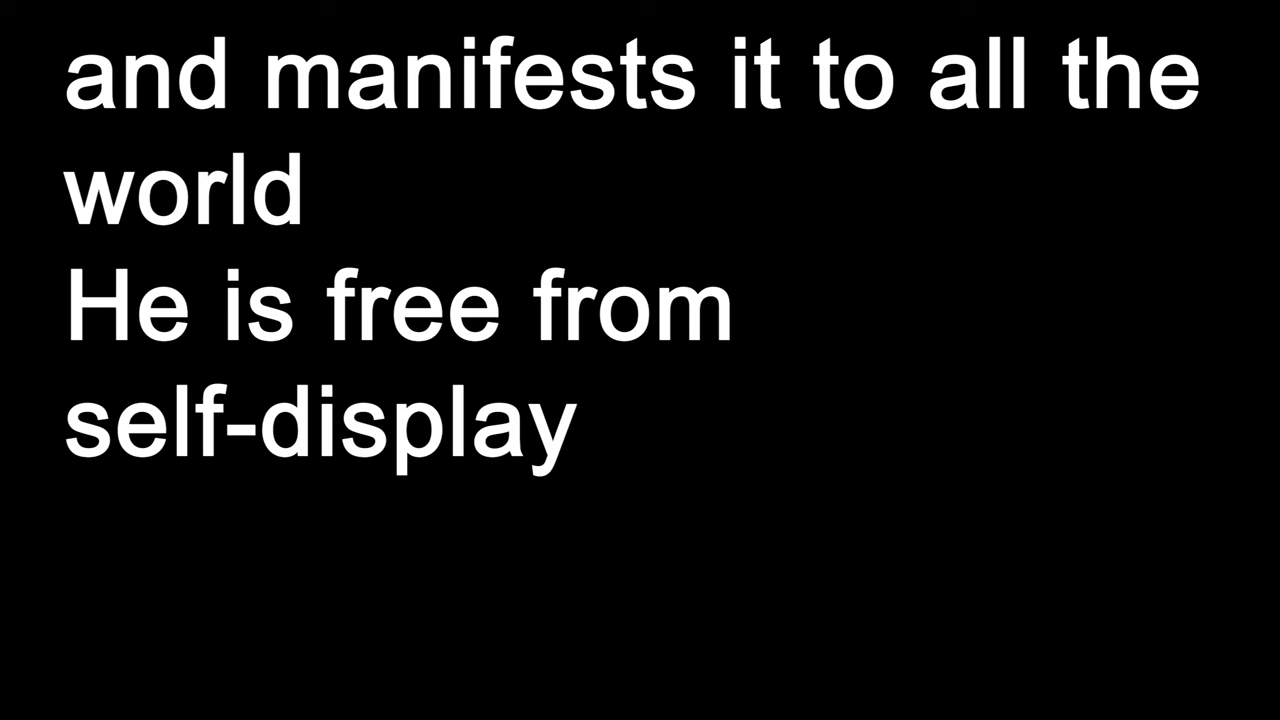 and manifests it to all the
world
He is free from
self-display